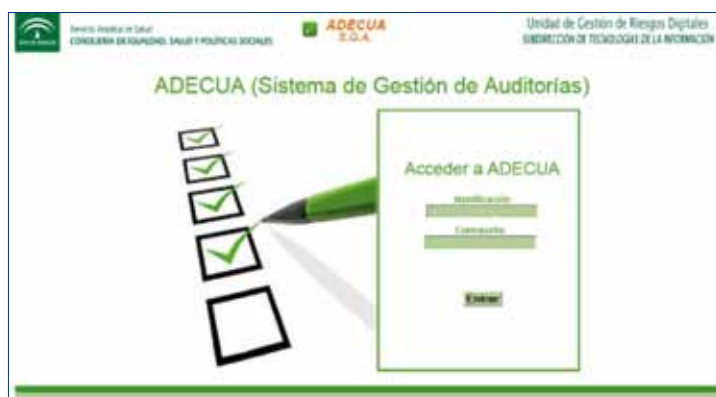 Servicio Andaluz de Salud
CONSEJERÍA DE IGUALDAD, SALUD Y POLÍTICAS SOCIALES
ADECUA
S.G.A.
Unidad de Gestión de Riesgos Digitales
SUBDIRECCIÓN DE TECNOLOGÍAS DE LA INFORMACIÓN
ADECUA (Sistema de Gestión de Auditorías)
Acceder a ADECUA
Identificación
Contraseña
Entrar